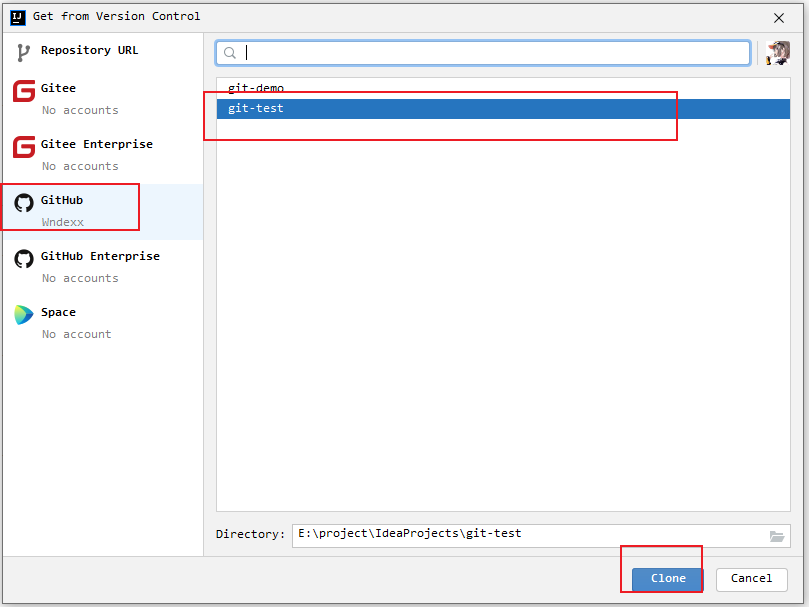 Get from Version Control
Repository URL
Gitee
No accounts
Gitee Enterprise
No accounts
GitHub
Wndexx
GitHub Enterprise
No accounts
Space
No account
git-demo
git-test
Directory: E:\project\IdeaProjects\git-test
Clone
Cancel